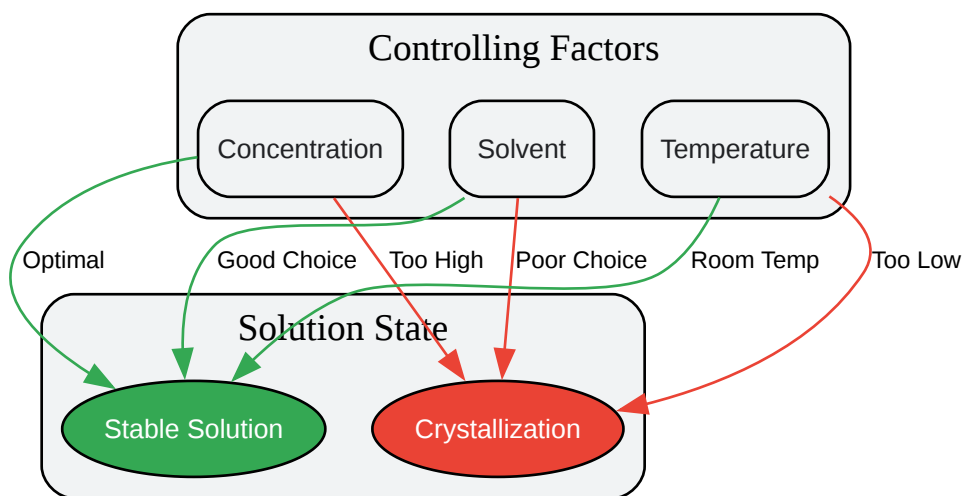 Controlling Factors
Concentration
Solvent
Temperature
Optimal
Good Choice
Too High
Poor Choice
Room Temp
Too Low
Solution State
Stable Solution
Crystallization